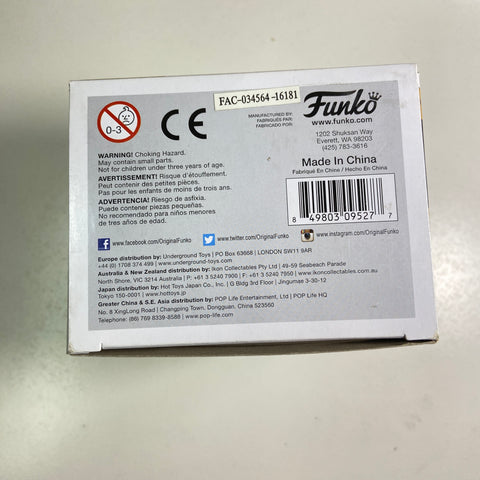 FAC-034564-16181
0-3
CE
MANUFACTURED BY:
FABRIQUÉ PAR:
FABRICADO POR:
Funko
www.funko.com
1202 Shuksan Way
Everett, WA 98203
(425) 783-3616
Made In China
Fabriqué En Chine / Hecho En China
8 49803 09527 7
WARNING! Choking Hazard.
May contain small parts.
Not for children under three years of age.
AVERTISSEMENT! Risque d'étouffement.
Peut contenir des petites pièces.
Pas pour les enfants de moins de trois ans.
ADVERTENCIA! Riesgo de asfixia.
Puede contener piezas pequeñas.
No recomendado para niños menores
de tres años de edad.
www.facebook.com/OriginalFunko
www.twitter.com/OriginalFunko
www.instagram.com/OriginalFunko
Europe distribution by: Underground Toys | PO Box 63668 | LONDON SW11 9AR
+44 (0) 1708 374 499 | www.underground-toys.com
Australia & New Zealand distribution by: Ikon Collectables Pty Ltd | 49-59 Seabeach Parade
North Shore, VIC 3214 Australia | P +61 3 5240 7900 | F +61 3 5240 7950 | www.ikoncollectables.com.au
Japan distribution by: Hot Toys Japan Co., Inc. | G Bldg 3rd Floor | Jingumae 3-30-12
Tokyo 150-0001 | www.hottoys.jp
Greater China & S.E. Asia distribution by: POP Life Entertainment, Ltd | POP Life HQ
No. 8 XingLong Road | Changping Town, Dongguan, China 523560
Telephone: (86) 769 8339-8588 | www.pop-life.com